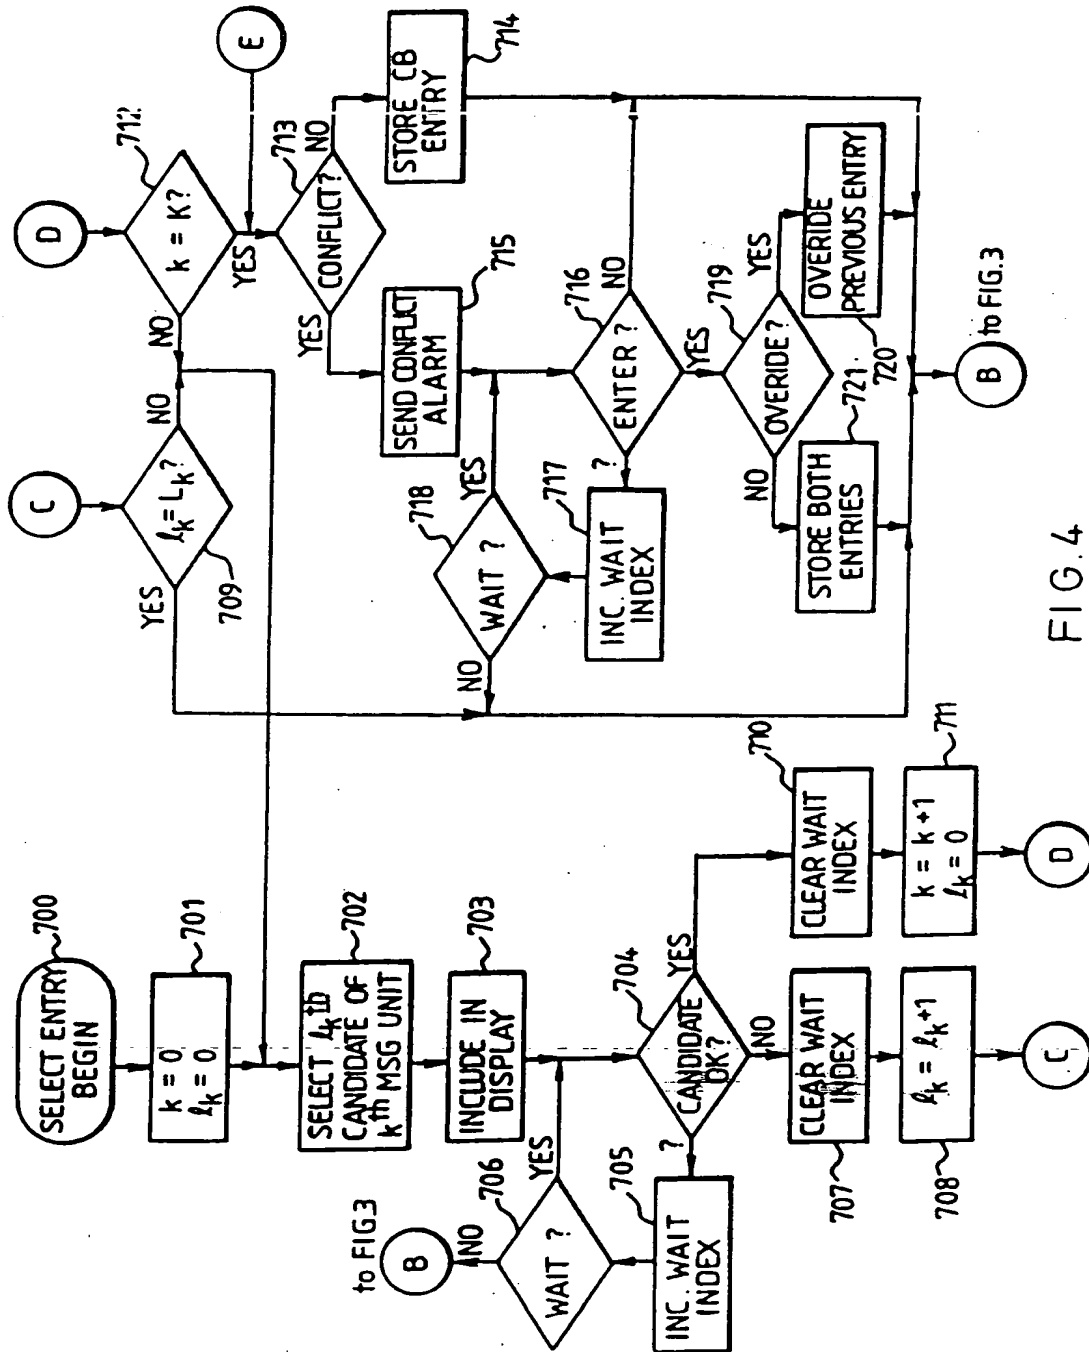 SELECT ENTRY
BEGIN
700
k = 0
ℓk = 0
701
SELECT ℓk th
CANDIDATE OF
kth MSG UNIT
702
INCLUDE IN
DISPLAY
703
CANDIDATE
OK?
704
YES
NO
?
INC. WAIT
INDEX
705
WAIT ?
706
YES
NO
B
to FIG.3
CLEAR WAIT
INDEX
707
ℓk = ℓk+1
708
C
CLEAR WAIT
INDEX
710
k = k+1
ℓk = 0
711
D
C
ℓk = Lk?
709
YES
NO
D
k = K?
712
NO
YES
E
CONFLICT?
713
YES
NO
STORE CB
ENTRY
714
SEND CONFLICT
ALARM
715
ENTER ?
716
NO
YES
?
INC. WAIT
INDEX
717
WAIT ?
718
YES
NO
OVERRIDE?
719
YES
NO
OVERRIDE
PREVIOUS ENTRY
720
STORE BOTH
ENTRIES
721
B
to FIG.3
FIG.4